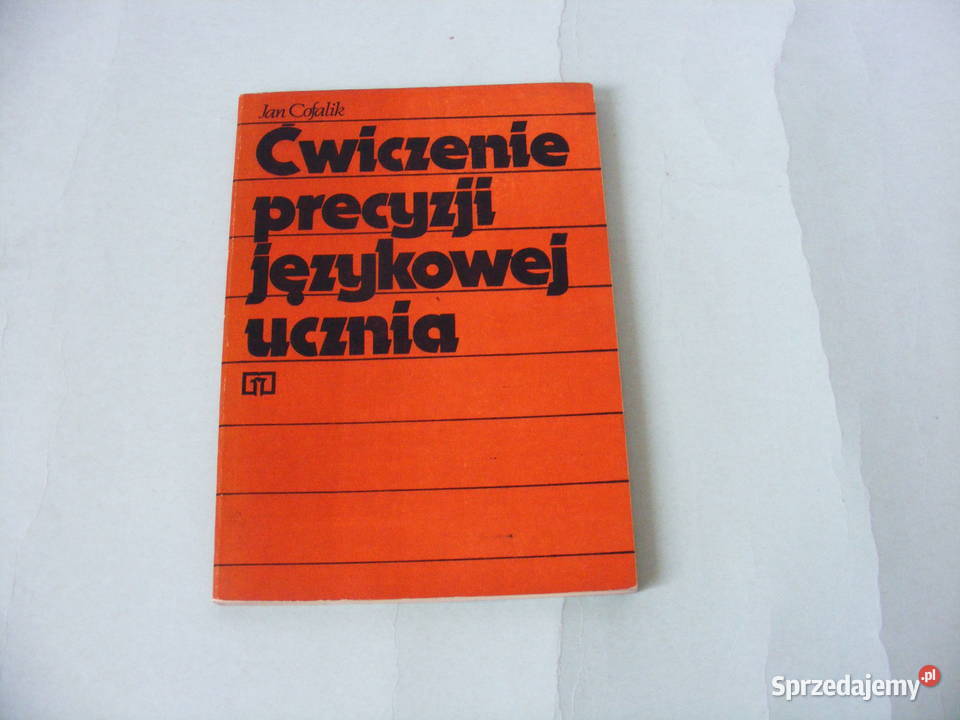 Jan Cofalik
Ćwiczenie
precyzji
językowej
ucznia
Sprzedajemy.pl